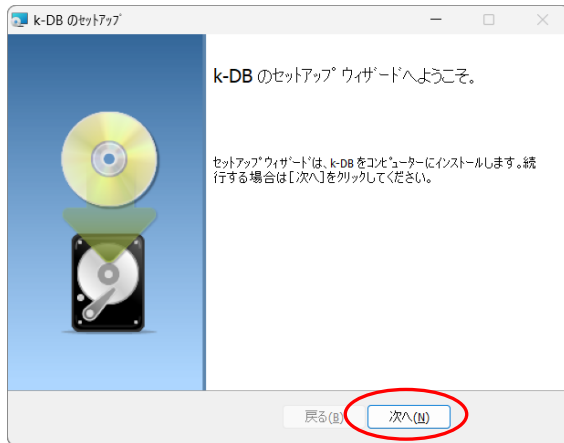 k-DB のｾｯﾄｱｯﾌﾟ
k-DB のｾｯﾄｱｯﾌﾟ ｳｨｻﾞｰﾄﾞへようこそ。
ｾｯﾄｱｯﾌﾟｳｨｻﾞｰﾄﾞは、k-DB をｺﾝﾋﾟｭｰﾀｰにｲﾝｽﾄｰﾙします。続
行する場合は［次へ］をｸﾘｯｸしてください。
戻る(B)
次へ(N)